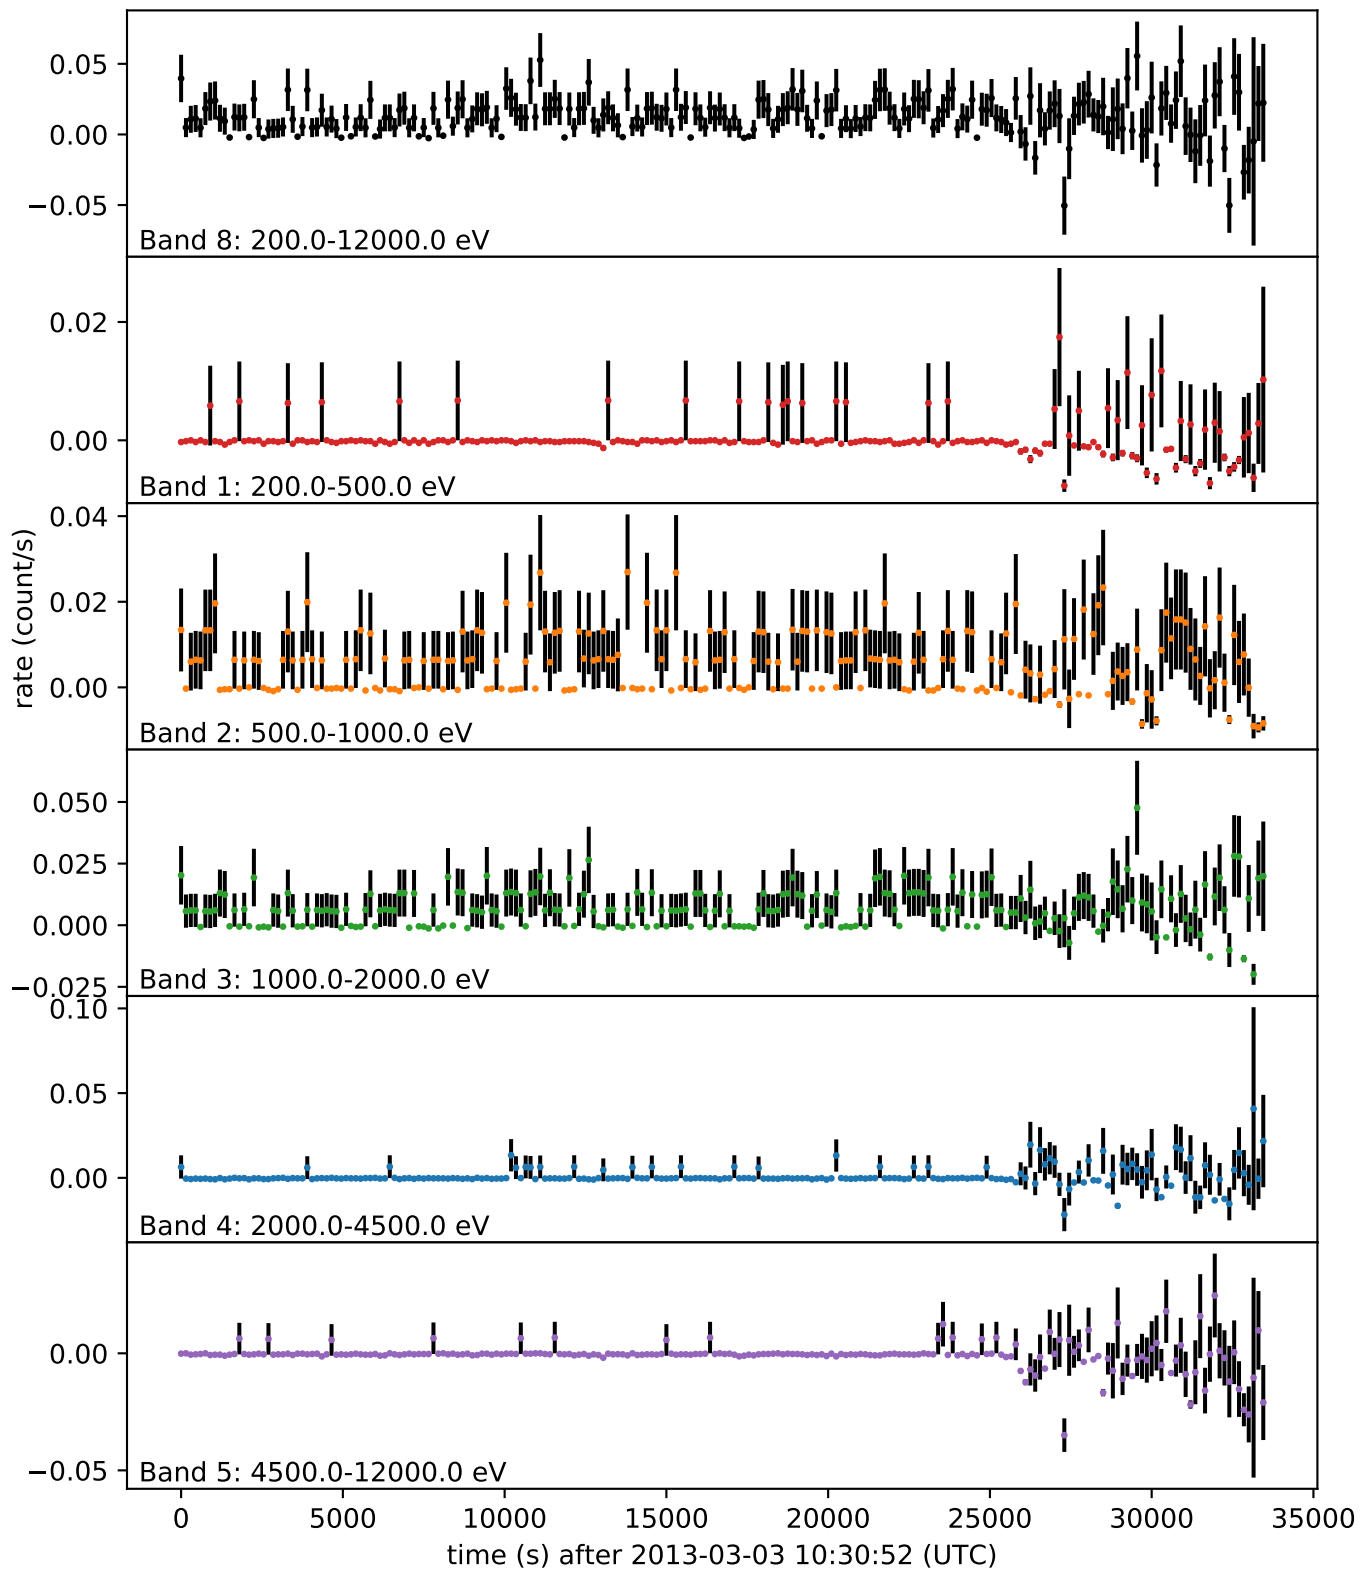 0.05
0.00
−0.05
Band 8: 200.0-12000.0 eV
0.02
0.00
Band 1: 200.0-500.0 eV
rate (count/s)
0.04
0.02
0.00
Band 2: 500.0-1000.0 eV
0.050
0.025
0.000
−0.025
Band 3: 1000.0-2000.0 eV
0.10
0.05
0.00
Band 4: 2000.0-4500.0 eV
0.00
−0.05
Band 5: 4500.0-12000.0 eV
0 5000 10000 15000 20000 25000 30000 35000
time (s) after 2013-03-03 10:30:52 (UTC)